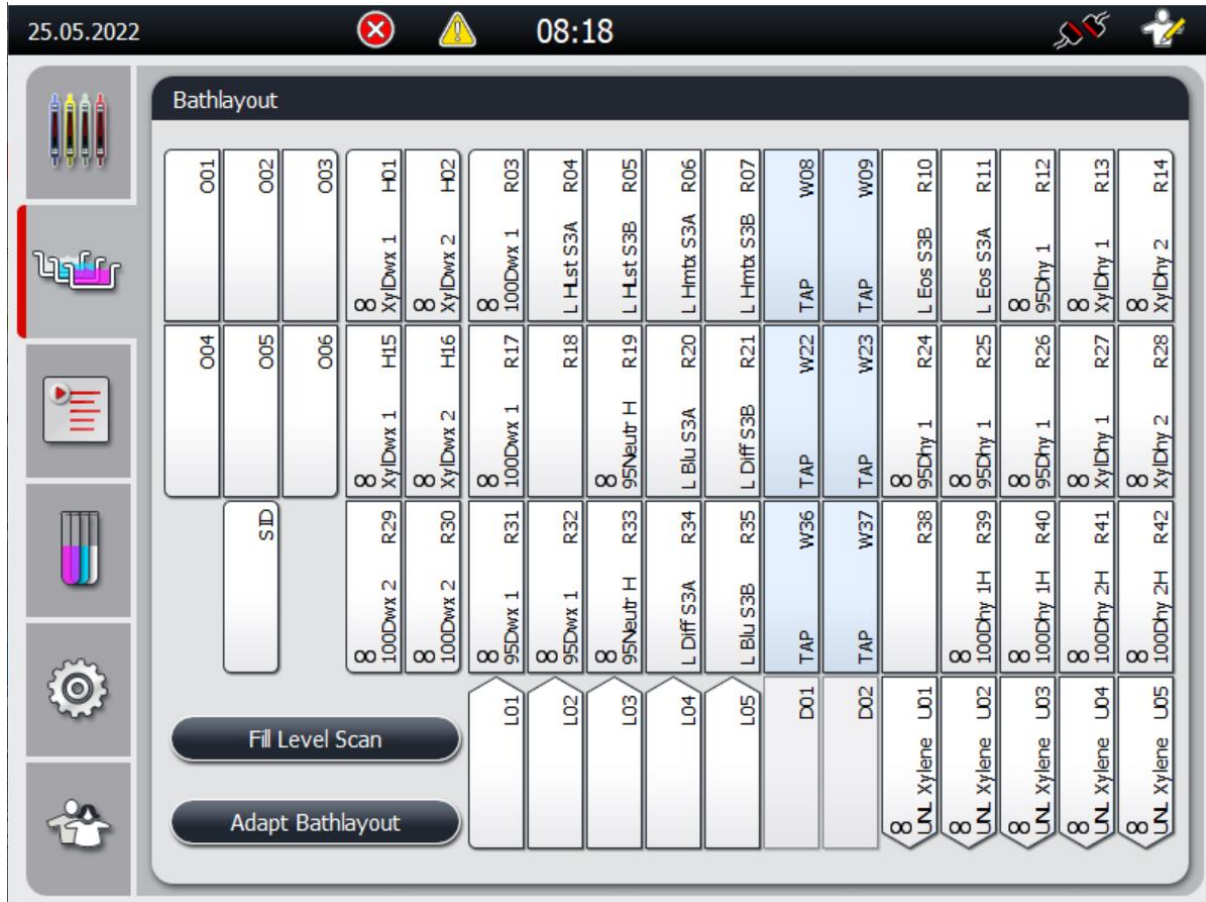 25.05.2022 08:18
Bathlayout
O01
O02
O03
∞ XylDwx 1 H01
∞ XylDwx 2 H02
∞ 100Dwx 1 R03
L HLst S3A R04
L HLst S3B R05
L Hmtx S3A R06
L Hmtx S3B R07
TAP W08
TAP W09
L Eos S3B R10
L Eos S3A R11
∞ 95Dhy 1 R12
∞ XylDhy 1 R13
∞ XylDhy 2 R14
O04
O05
O06
∞ XylDwx 1 H15
∞ XylDwx 2 H16
∞ 100Dwx 1 R17
R18
∞ 95Neutr H R19
L Blu S3A R20
L Diff S3B R21
TAP W22
TAP W23
∞ 95Dhy 1 R24
∞ 95Dhy 1 R25
∞ 95Dhy 1 R26
∞ XylDhy 1 R27
∞ XylDhy 2 R28
SID
∞ 100Dwx 2 R29
∞ 100Dwx 2 R30
∞ 95Dwx 1 R31
∞ 95Dwx 1 R32
∞ 95Neutr H R33
L Diff S3A R34
L Blu S3B R35
TAP W36
TAP W37
R38
∞ 100Dhy 1H R39
∞ 100Dhy 1H R40
∞ 100Dhy 2H R41
∞ 100Dhy 2H R42
L01
L02
L03
L04
L05
D01
D02
∞ UNL Xylene U01
∞ UNL Xylene U02
∞ UNL Xylene U03
∞ UNL Xylene U04
∞ UNL Xylene U05
Fill Level Scan
Adapt Bathlayout